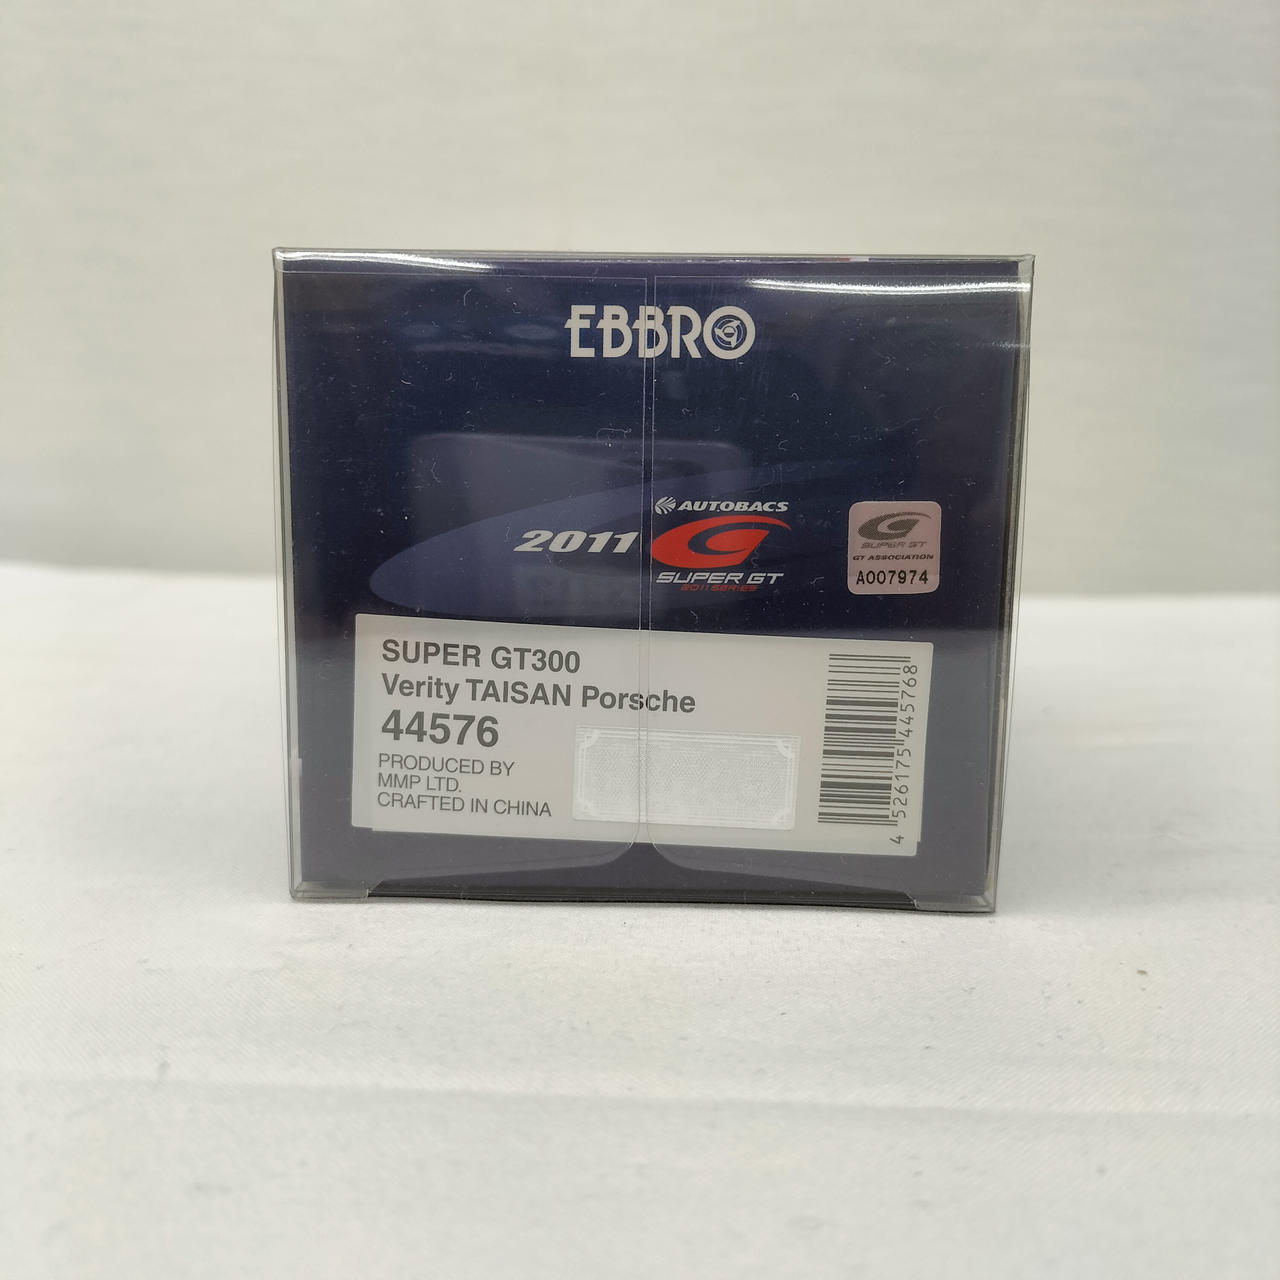 EBBRO
AUTOBACS
2011
SUPER GT
2011 SERIES
SUPER GT
GT ASSOCIATION
A007974
SUPER GT300
Verity TAISAN Porsche
44576
PRODUCED BY
MMP LTD.
CRAFTED IN CHINA
4 526175 445768